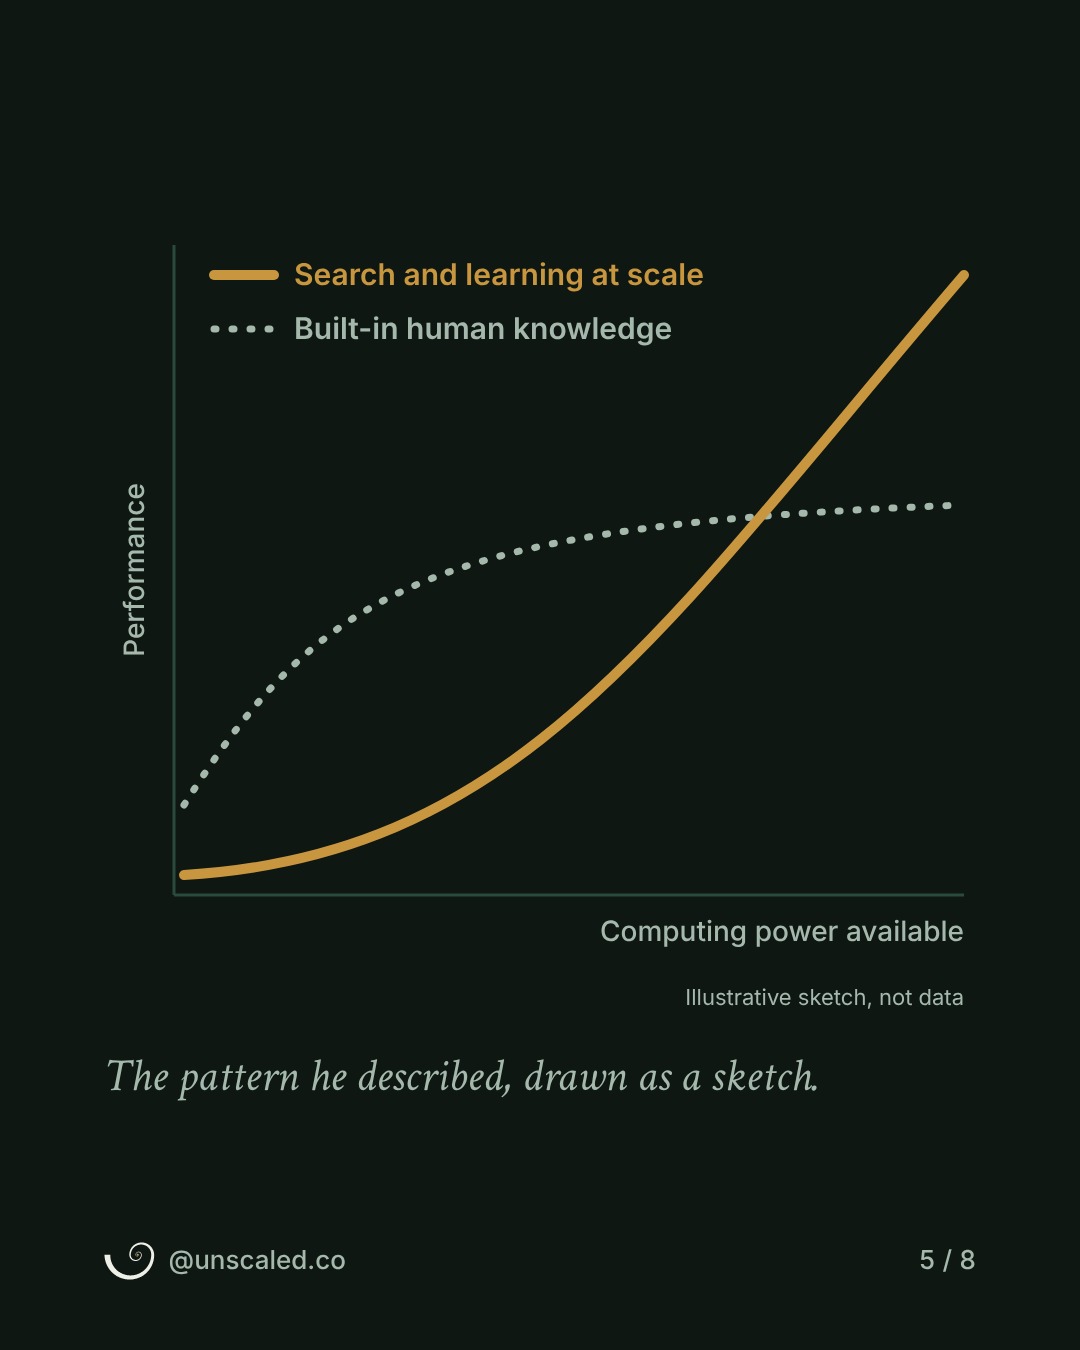 Search and learning at scale
Built-in human knowledge
Performance
Computing power available
Illustrative sketch, not data
The pattern he described, drawn as a sketch.
@unscaled.co
5 / 8